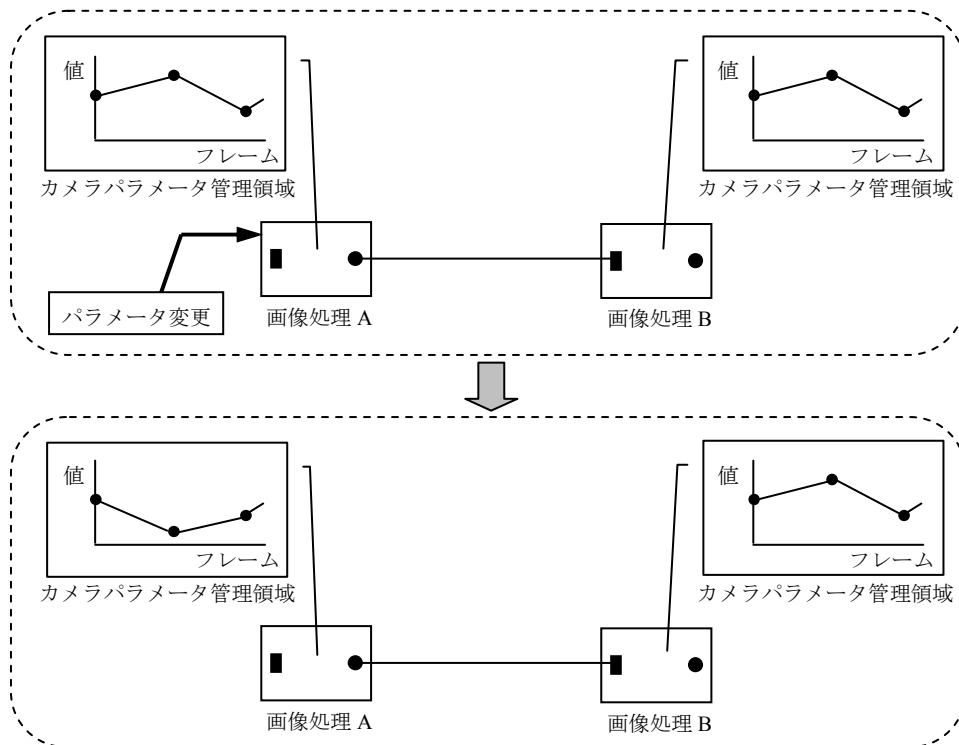 値
フレーム
カメラパラメータ管理領域
値
フレーム
カメラパラメータ管理領域
パラメータ変更
画像処理 A
画像処理 B
値
フレーム
カメラパラメータ管理領域
値
フレーム
カメラパラメータ管理領域
画像処理 A
画像処理 B